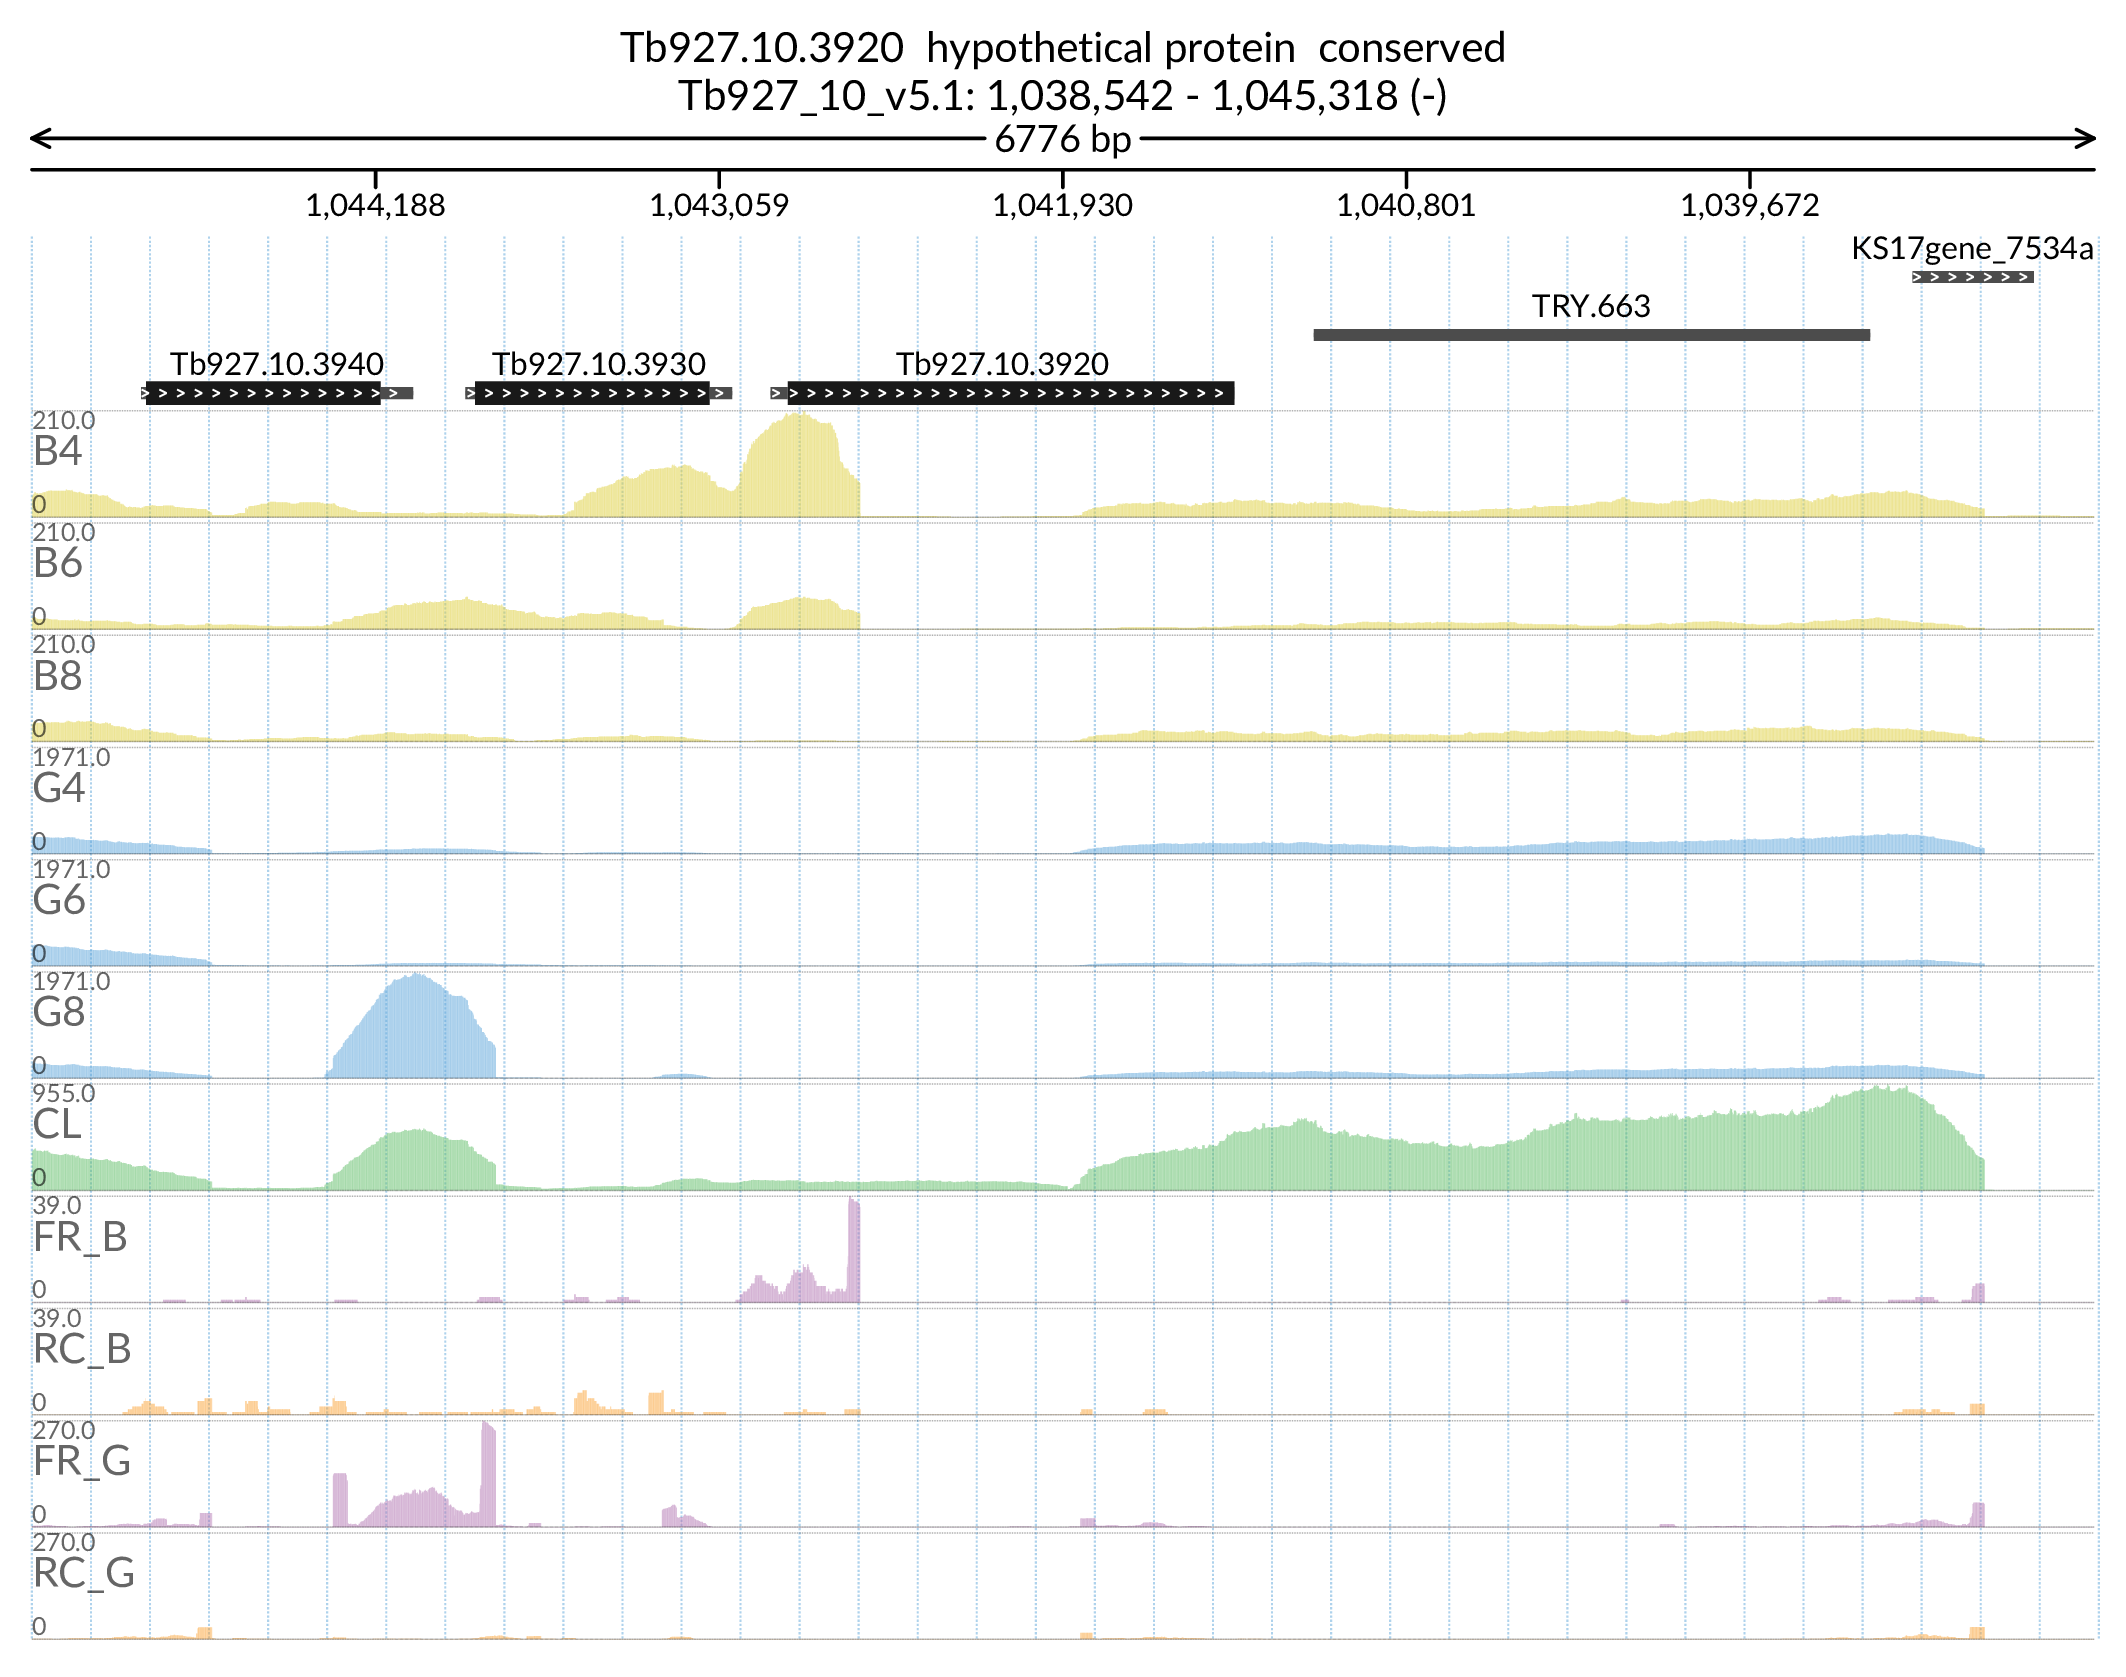 Tb927.10.3920 hypothetical protein conserved
Tb927_10_v5.1: 1,038,542 - 1,045,318 (-)
6776 bp
1,044,188 1,043,059 1,041,930 1,040,801 1,039,672
KS17gene_7534a
TRY.663
Tb927.10.3940 Tb927.10.3930 Tb927.10.3920
210.0
B4
0
210.0
B6
0
210.0
B8
0
1971.0
G4
0
1971.0
G6
0
1971.0
G8
0
955.0
CL
0
39.0
FR_B
0
39.0
RC_B
0
270.0
FR_G
0
270.0
RC_G
0